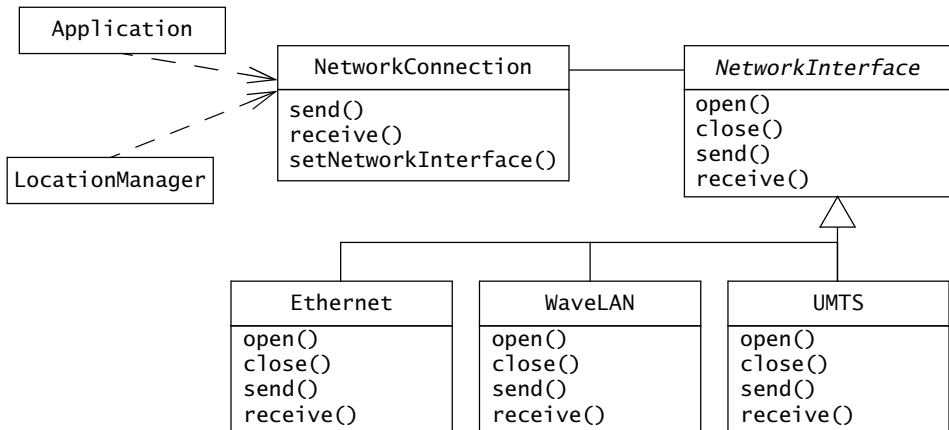 Application
LocationManager
NetworkConnection
send()
receive()
setNetworkInterface()
NetworkInterface
open()
close()
send()
receive()
Ethernet
open()
close()
send()
receive()
WaveLAN
open()
close()
send()
receive()
UMTS
open()
close()
send()
receive()